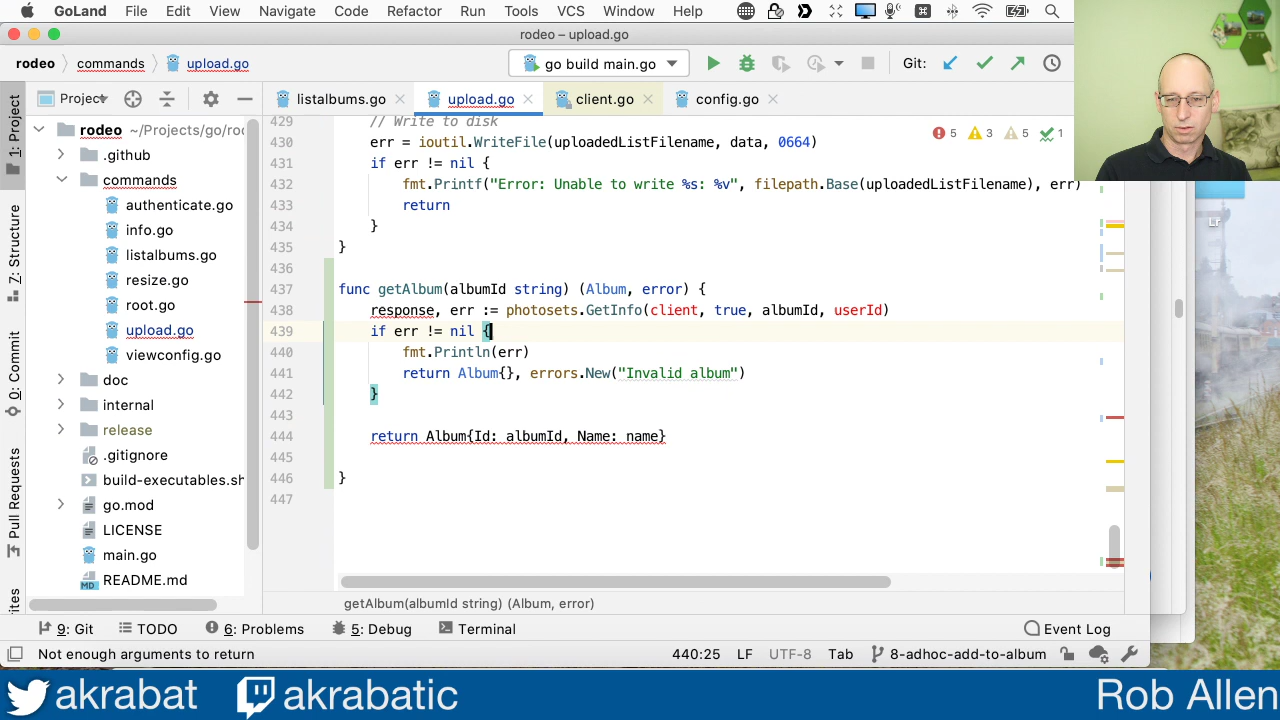 GoLand File Edit View Navigate Code Refactor Run Tools VCS Window Help
rodeo – upload.go
rodeo commands upload.go go build main.go Git:
Project listalbums.go upload.go client.go config.go
1: Project
7: Structure
0: Commit
Pull Requests
ites
rodeo ~/Projects/go/roc
.github
commands
authenticate.go
info.go
listalbums.go
resize.go
root.go
upload.go
viewconfig.go
doc
internal
release
.gitignore
build-executables.sh
go.mod
LICENSE
main.go
README.md
5 3 5 1
429 // Write to disk
430 err = ioutil.WriteFile(uploadedListFilename, data, 0664)
431 if err != nil {
432 fmt.Printf("Error: Unable to write %s: %v", filepath.Base(uploadedListFilename), err)
433 return
434 }
435 }
436
437 func getAlbum(albumId string) (Album, error) {
438 response, err := photosets.GetInfo(client, true, albumId, userId)
439 if err != nil {
440 fmt.Println(err)
441 return Album{}, errors.New("Invalid album")
442 }
443
444 return Album{Id: albumId, Name: name}
445
446 }
447
getAlbum(albumId string) (Album, error)
9: Git TODO 6: Problems 5: Debug Terminal Event Log
Not enough arguments to return 440:25 LF UTF-8 Tab 8-adhoc-add-to-album
Lr
akrabat akrabatic Rob Allen